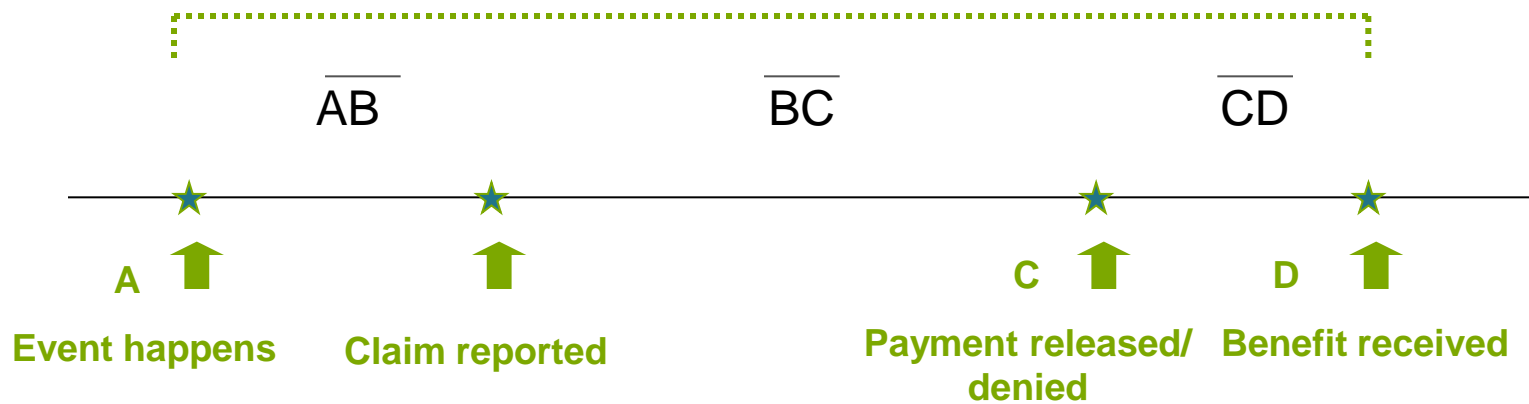 AB BC CD
A C D
Event happens Claim reported Payment released/ Benefit received
denied